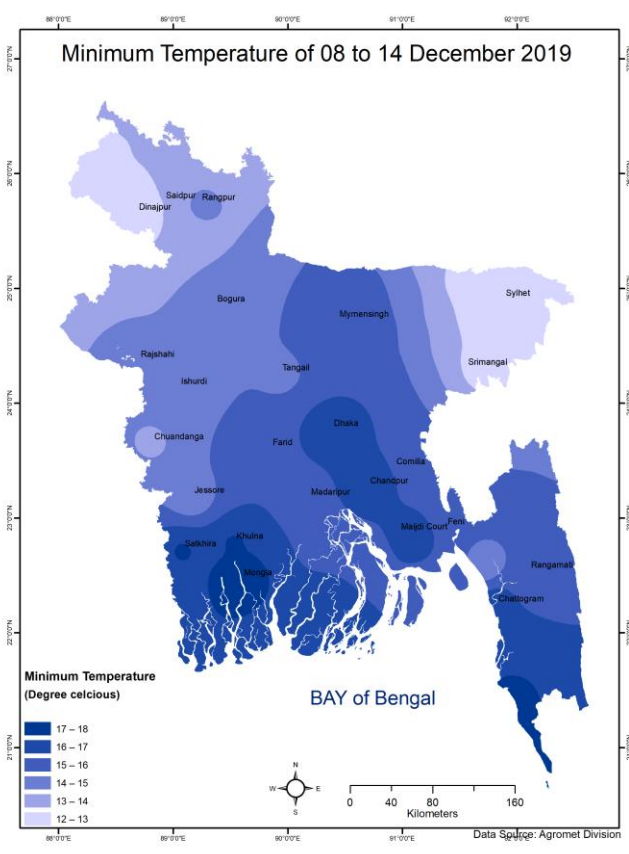 88°0'0"E 89°0'0"E 90°0'0"E 91°0'0"E 92°0'0"E
Minimum Temperature of 08 to 14 December 2019
27°0'0"N
26°0'0"N
Saidpur Rangpur
Dinajpur
25°0'0"N
Sylhet
Bogura
Mymensingh
Rajshahi
Srimangal
Tangail
Ishurdi
24°0'0"N
Dhaka
Chuandanga
Farid
Comilla
Chandpur
Jessore
Madaripur
23°0'0"N
Maijdi Court Feni
Khulna
Satkhira
Rangamati
Mongla
Chattogram
22°0'0"N
Minimum Temperature
(Degree celcious)
BAY of Bengal
17 – 18
16 – 17
15 – 16
14 – 15
13 – 14
12 – 13
21°0'0"N
N
W E
S
0 40 80 160
Kilometers
Data Source: Agromet Division
88°0'0"E 89°0'0"E 90°0'0"E 91°0'0"E 92°0'0"E